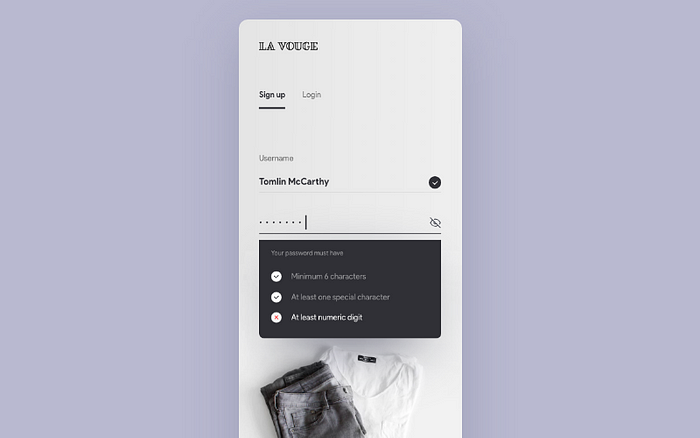 LA VOUGE
Sign up Login
Username
Tomlin McCarthy
Your password must have
Minimum 6 characters
At least one special character
At least numeric digit